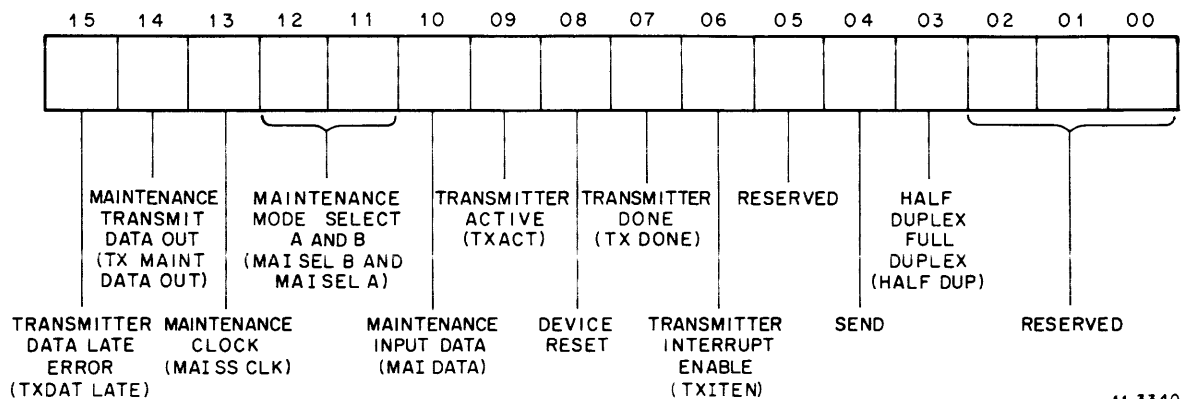 15 14 13 12 11 10 09 08 07 06 05 04 03 02 01 00
MAINTENANCE
TRANSMIT
DATA OUT
(TX MAINT
DATA OUT)
MAINTENANCE
MODE SELECT
A AND B
(MAI SEL B AND
MAI SEL A)
TRANSMITTER
ACTIVE
(TXACT)
TRANSMITTER
DONE
(TX DONE)
RESERVED
HALF
DUPLEX
FULL
DUPLEX
(HALF DUP)
TRANSMITTER
DATA LATE
ERROR
(TXDAT LATE)
MAINTENANCE
CLOCK
(MAI SS CLK)
MAINTENANCE
INPUT DATA
(MAI DATA)
DEVICE
RESET
TRANSMITTER
INTERRUPT
ENABLE
(TXITEN)
SEND
RESERVED